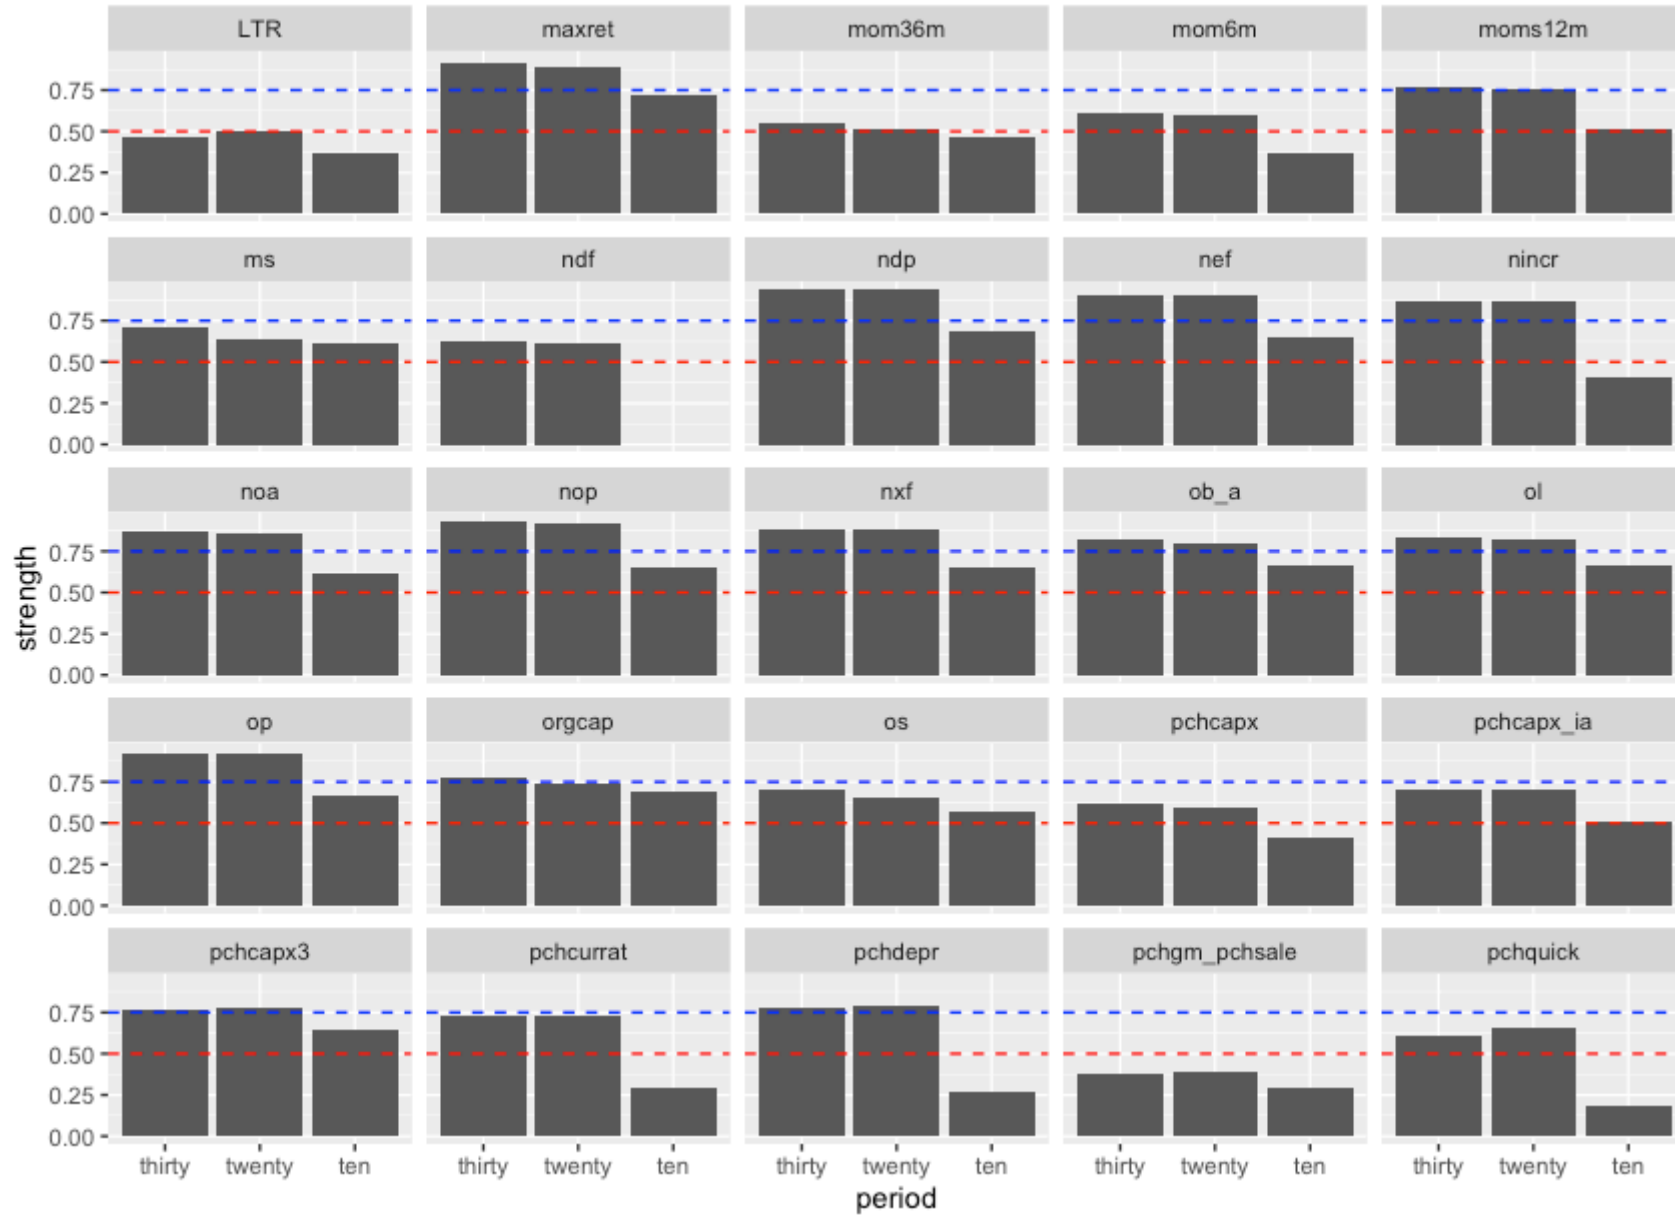 LTR maxret mom36m mom6m moms12m
0.75
0.50
0.25
0.00
ms ndf ndp nef nincr
0.75
0.50
0.25
0.00
noa nop nxf ob_a ol
0.75
0.50
0.25
0.00
strength
op orgcap os pchcapx pchcapx_ia
0.75
0.50
0.25
0.00
pchcapx3 pchcurrat pchdepr pchgm_pchsale pchquick
0.75
0.50
0.25
0.00
thirty twenty ten thirty twenty ten thirty twenty ten thirty twenty ten thirty twenty ten
period